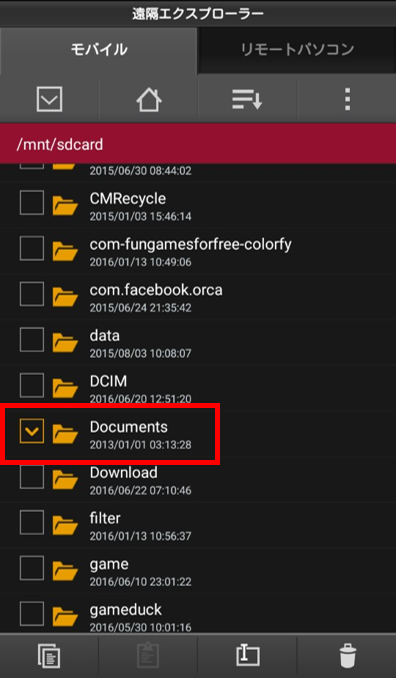 遠隔エクスプローラー
モバイル
リモートパソコン
/mnt/sdcard
2015/06/30 08:44:02
CMRecycle
2015/01/03 15:46:14
com-fungamesforfree-colorfy
2016/01/13 10:49:06
com.facebook.orca
2015/06/24 21:35:42
data
2015/08/03 10:08:07
DCIM
2016/06/20 12:51:20
Documents
2013/01/01 03:13:28
Download
2016/06/22 07:10:46
filter
2016/01/13 10:56:37
game
2016/06/10 23:01:22
gameduck
2016/05/30 10:01:16